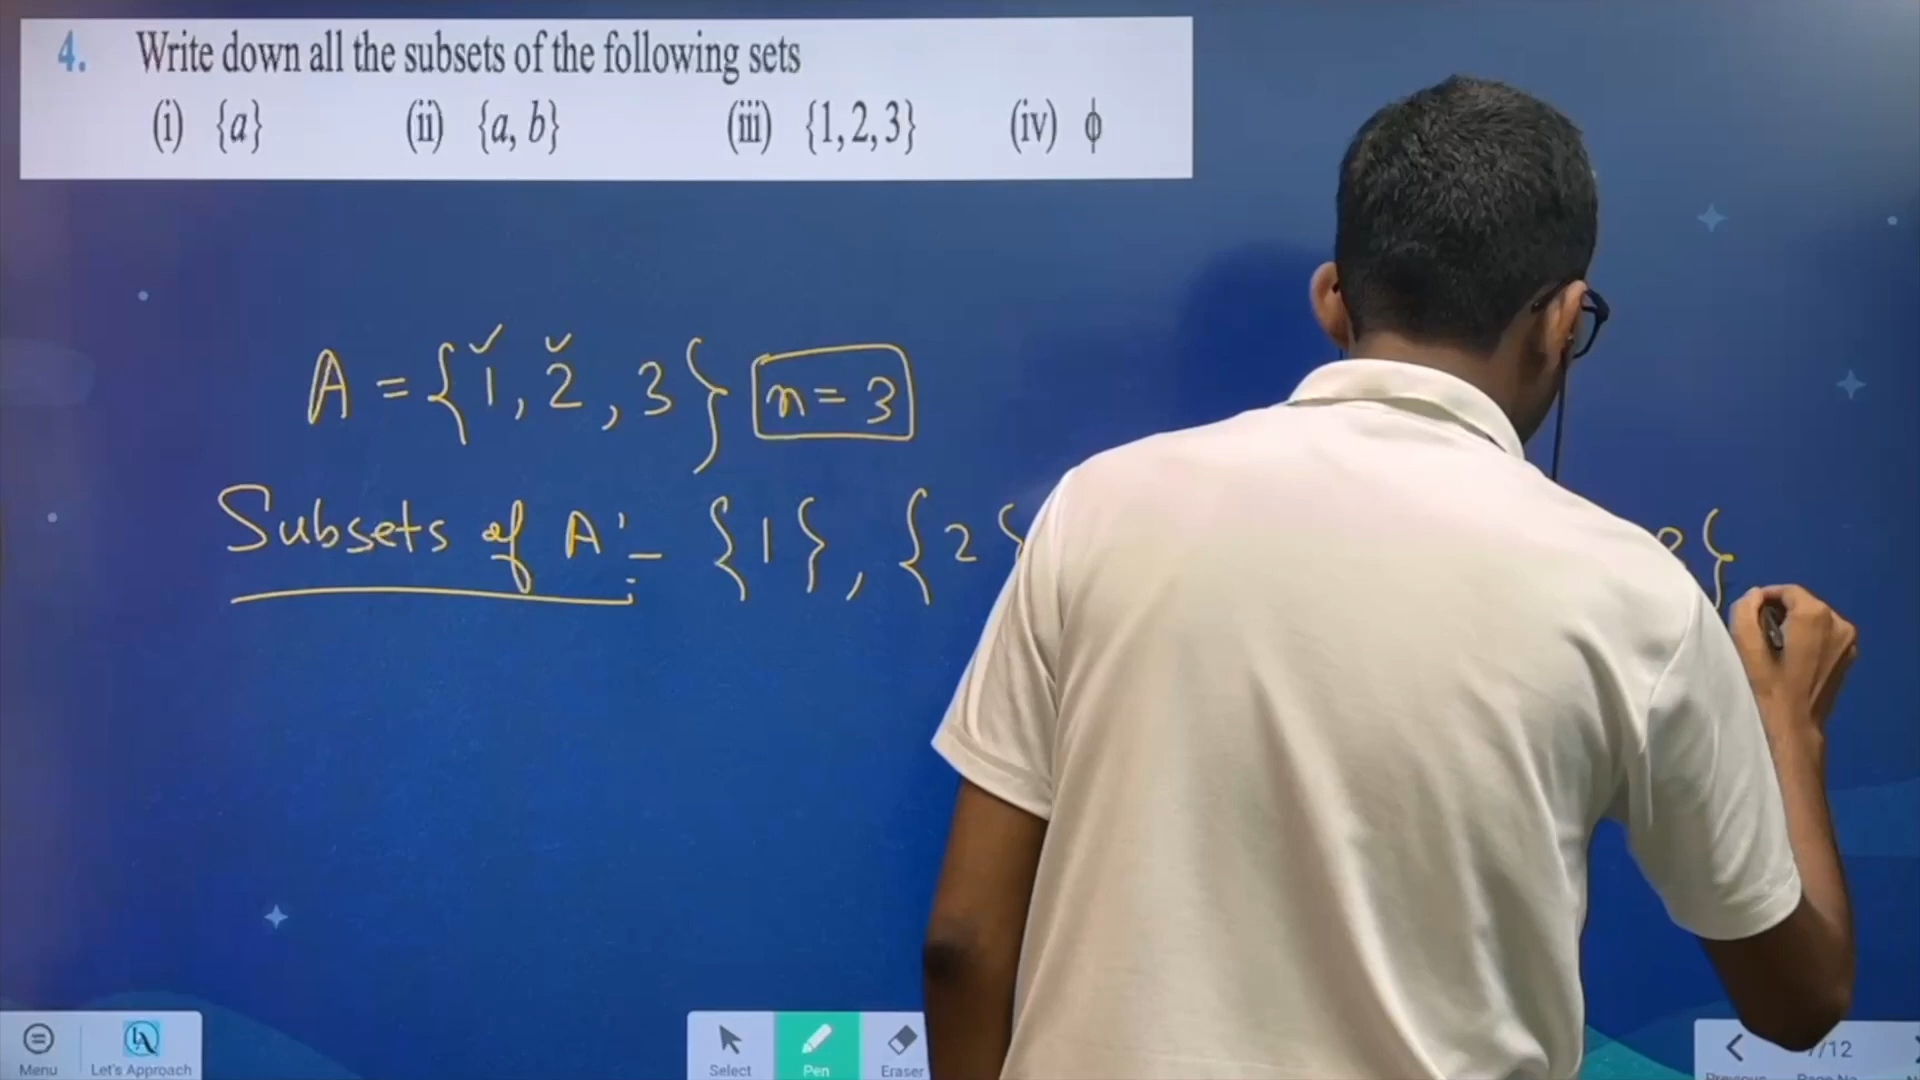 4. Write down all the subsets of the following sets
(i) {a} (ii) {a, b} (iii) {1, 2, 3} (iv) ϕ
A = {1, 2, 3} n = 3
Subsets of A :- {1}, {2}
Menu Let's Approach Select Pen Eraser /12